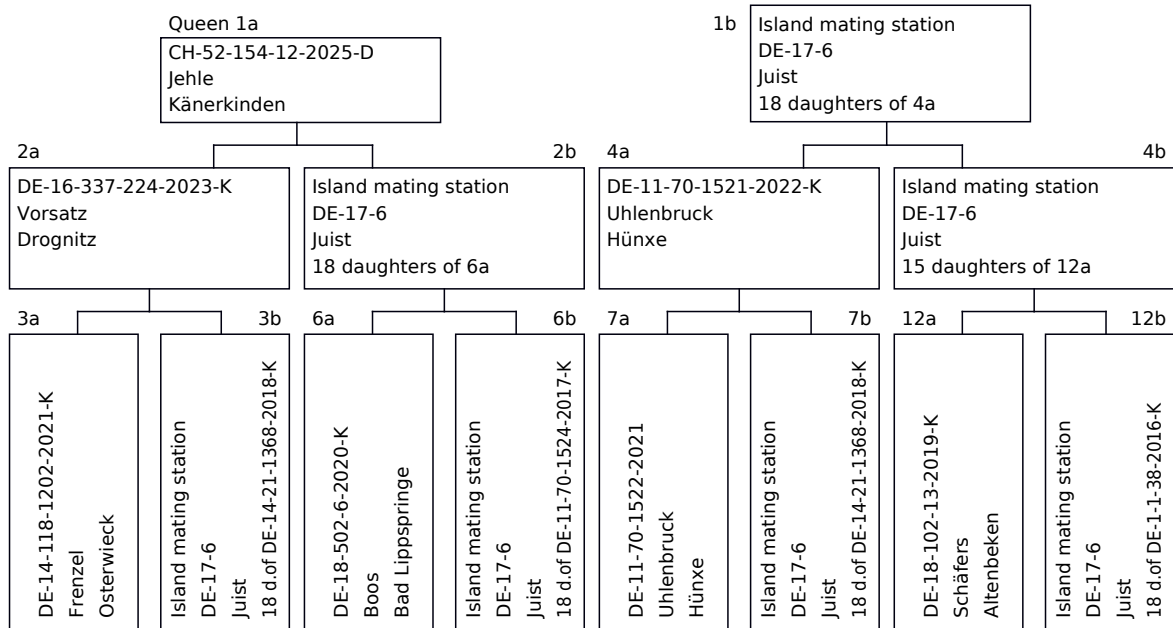 Queen 1a
CH-52-154-12-2025-D
Jehle
Känerkinden
1b
Island mating station
DE-17-6
Juist
18 daughters of 4a
2a
DE-16-337-224-2023-K
Vorsatz
Drognitz
2b
Island mating station
DE-17-6
Juist
18 daughters of 6a
4a
DE-11-70-1521-2022-K
Uhlenbruck
Hünxe
4b
Island mating station
DE-17-6
Juist
15 daughters of 12a
3a
DE-14-118-1202-2021-K
Frenzel
Osterwieck
3b
Island mating station
DE-17-6
Juist
18 d.of DE-14-21-1368-2018-K
6a
DE-18-502-6-2020-K
Boos
Bad Lippspringe
6b
Island mating station
DE-17-6
Juist
18 d.of DE-11-70-1524-2017-K
7a
DE-11-70-1522-2021
Uhlenbruck
Hünxe
7b
Island mating station
DE-17-6
Juist
18 d.of DE-14-21-1368-2018-K
12a
DE-18-102-13-2019-K
Schäfers
Altenbeken
12b
Island mating station
DE-17-6
Juist
18 d.of DE-1-1-38-2016-K